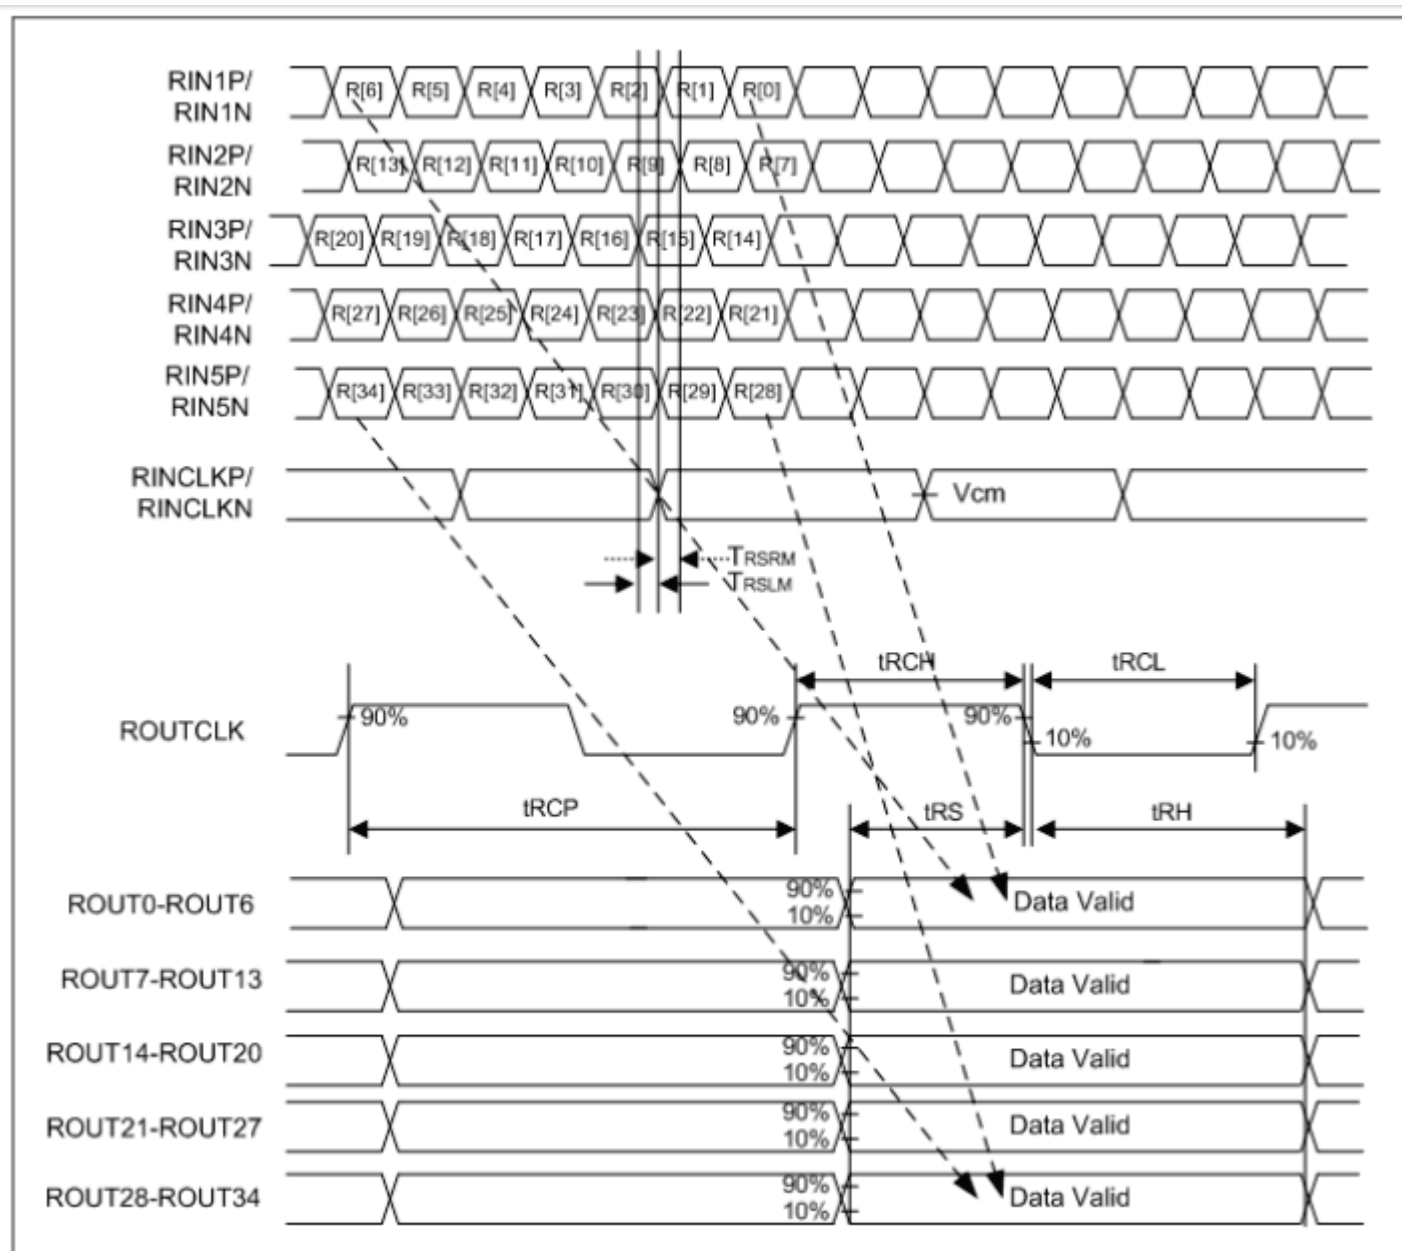 RIN1P/
RIN1N
R[6] R[5] R[4] R[3] R[2] R[1] R[0]
RIN2P/
RIN2N
R[13] R[12] R[11] R[10] R[9] R[8] R[7]
RIN3P/
RIN3N
R[20] R[19] R[18] R[17] R[16] R[15] R[14]
RIN4P/
RIN4N
R[27] R[26] R[25] R[24] R[23] R[22] R[21]
RIN5P/
RIN5N
R[34] R[33] R[32] R[31] R[30] R[29] R[28]
RINCLKP/
RINCLKN
Vcm
TRSRM
TRSLM
tRCH tRCL
ROUTCLK
90% 90% 90% 10% 10%
tRCP tRS tRH
ROUT0-ROUT6
90%
10%
Data Valid
ROUT7-ROUT13
90%
10%
Data Valid
ROUT14-ROUT20
90%
10%
Data Valid
ROUT21-ROUT27
90%
10%
Data Valid
ROUT28-ROUT34
90%
10%
Data Valid